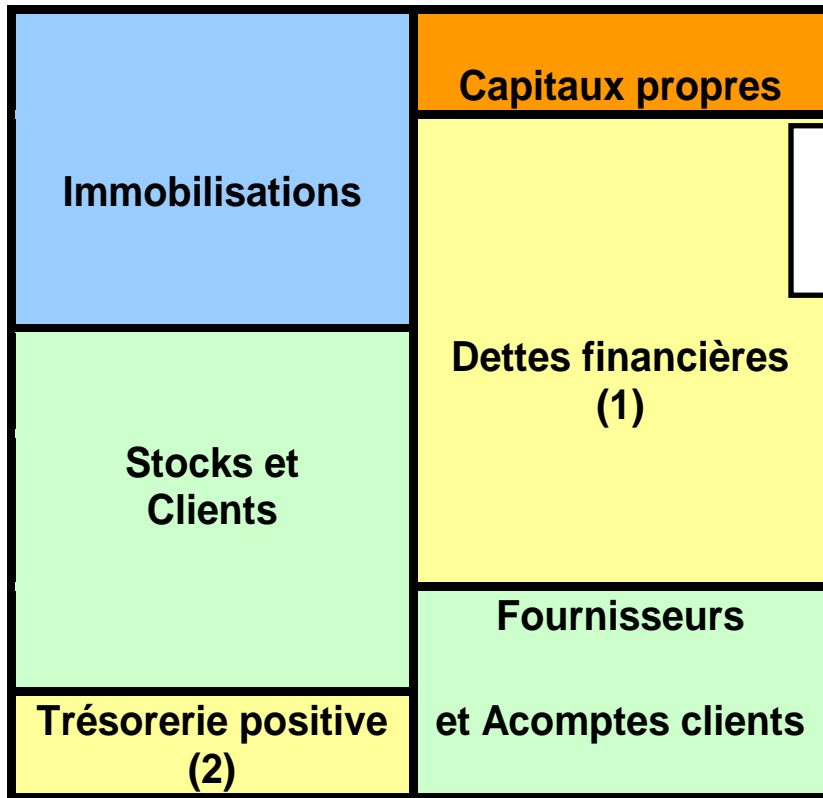 Immobilisations
Stocks et
Clients
Trésorerie positive
(2)
Capitaux propres
Dettes financières
(1)
Fournisseurs
et Acomptes clients